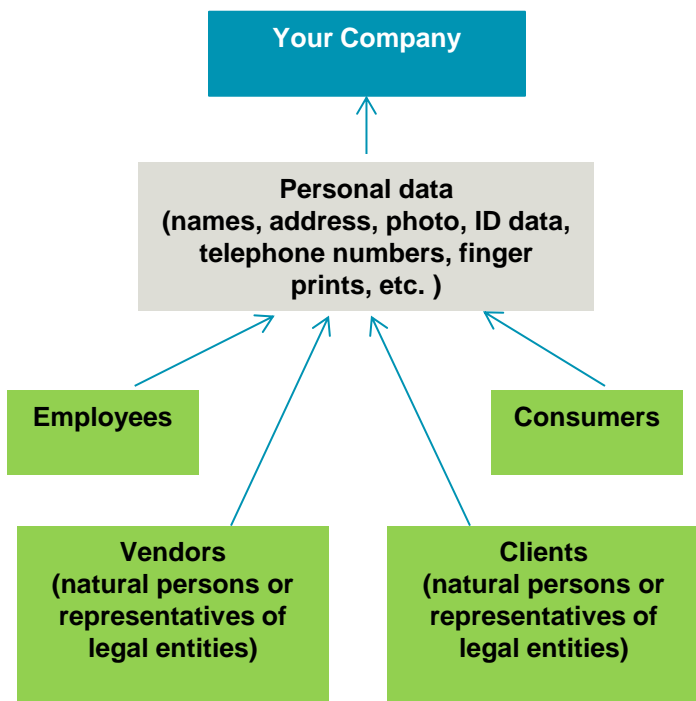 Your Company
Personal data
(names, address, photo, ID data,
telephone numbers, finger
prints, etc. )
Employees
Consumers
Vendors
(natural persons or
representatives of
legal entities)
Clients
(natural persons or
representatives of
legal entities)